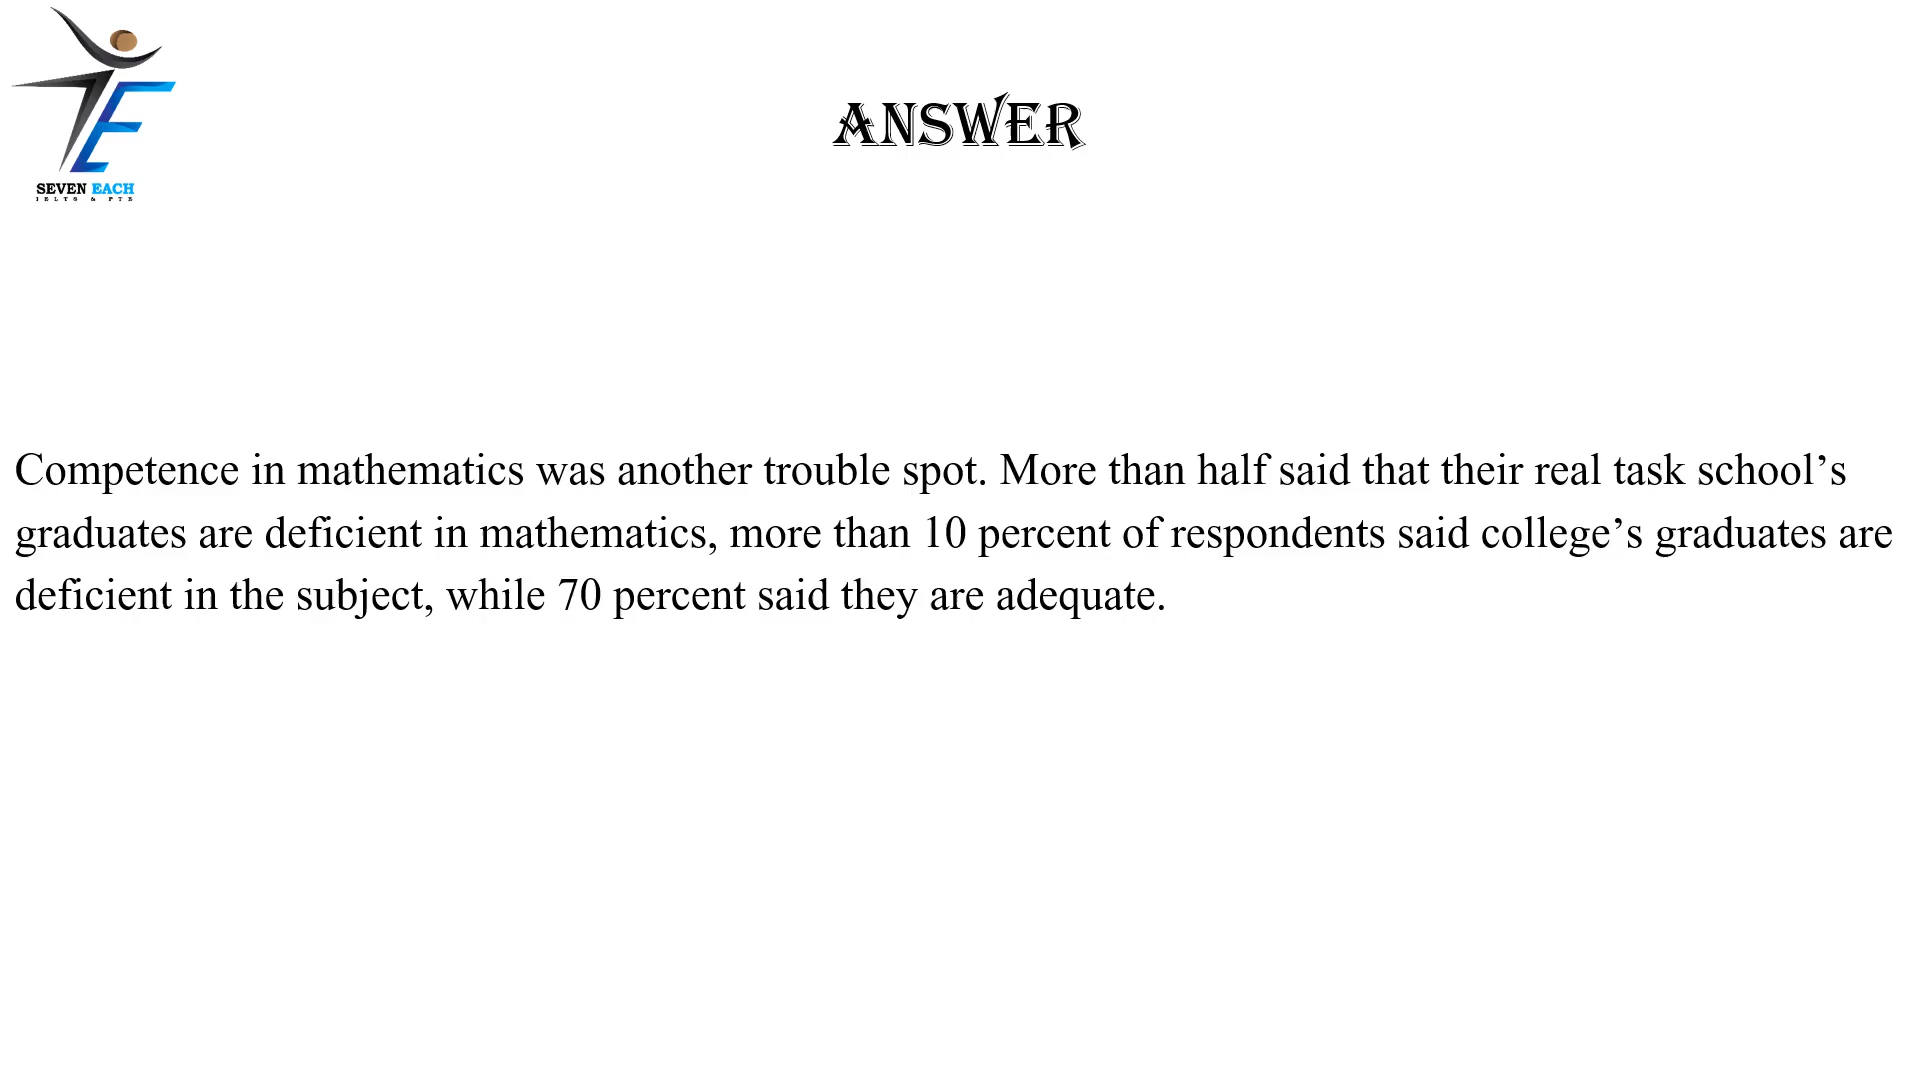 ANSWER
SEVEN EACH
IELTS & PTE
Competence in mathematics was another trouble spot. More than half said that their real task school’s
graduates are deficient in mathematics, more than 10 percent of respondents said college’s graduates are
deficient in the subject, while 70 percent said they are adequate.